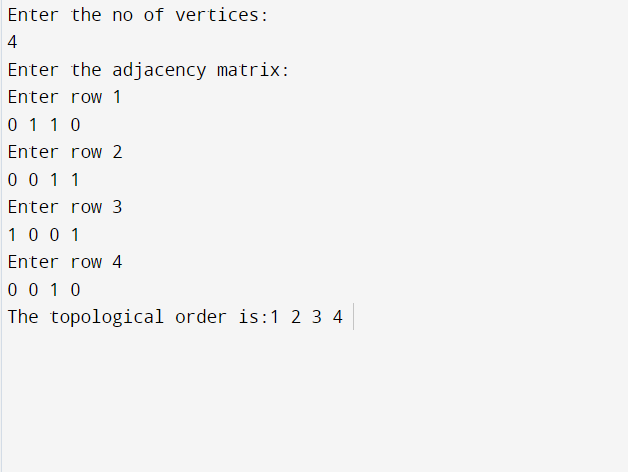 Enter the no of vertices:
4
Enter the adjacency matrix:
Enter row 1
0 1 1 0
Enter row 2
0 0 1 1
Enter row 3
1 0 0 1
Enter row 4
0 0 1 0
The topological order is:1 2 3 4